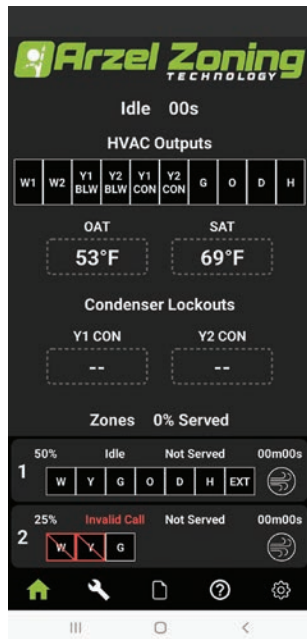 Arzel Zoning
TECHNOLOGY
Idle 00s
HVAC Outputs
W1 W2 Y1 BLW Y2 BLW Y1 CON Y2 CON G O D H
OAT SAT
53°F 69°F
Condenser Lockouts
Y1 CON Y2 CON
-- --
Zones 0% Served
50% Idle Not Served 00m00s
1 W Y G O D H EXT
25% Invalid Call Not Served 00m00s
2 W Y G